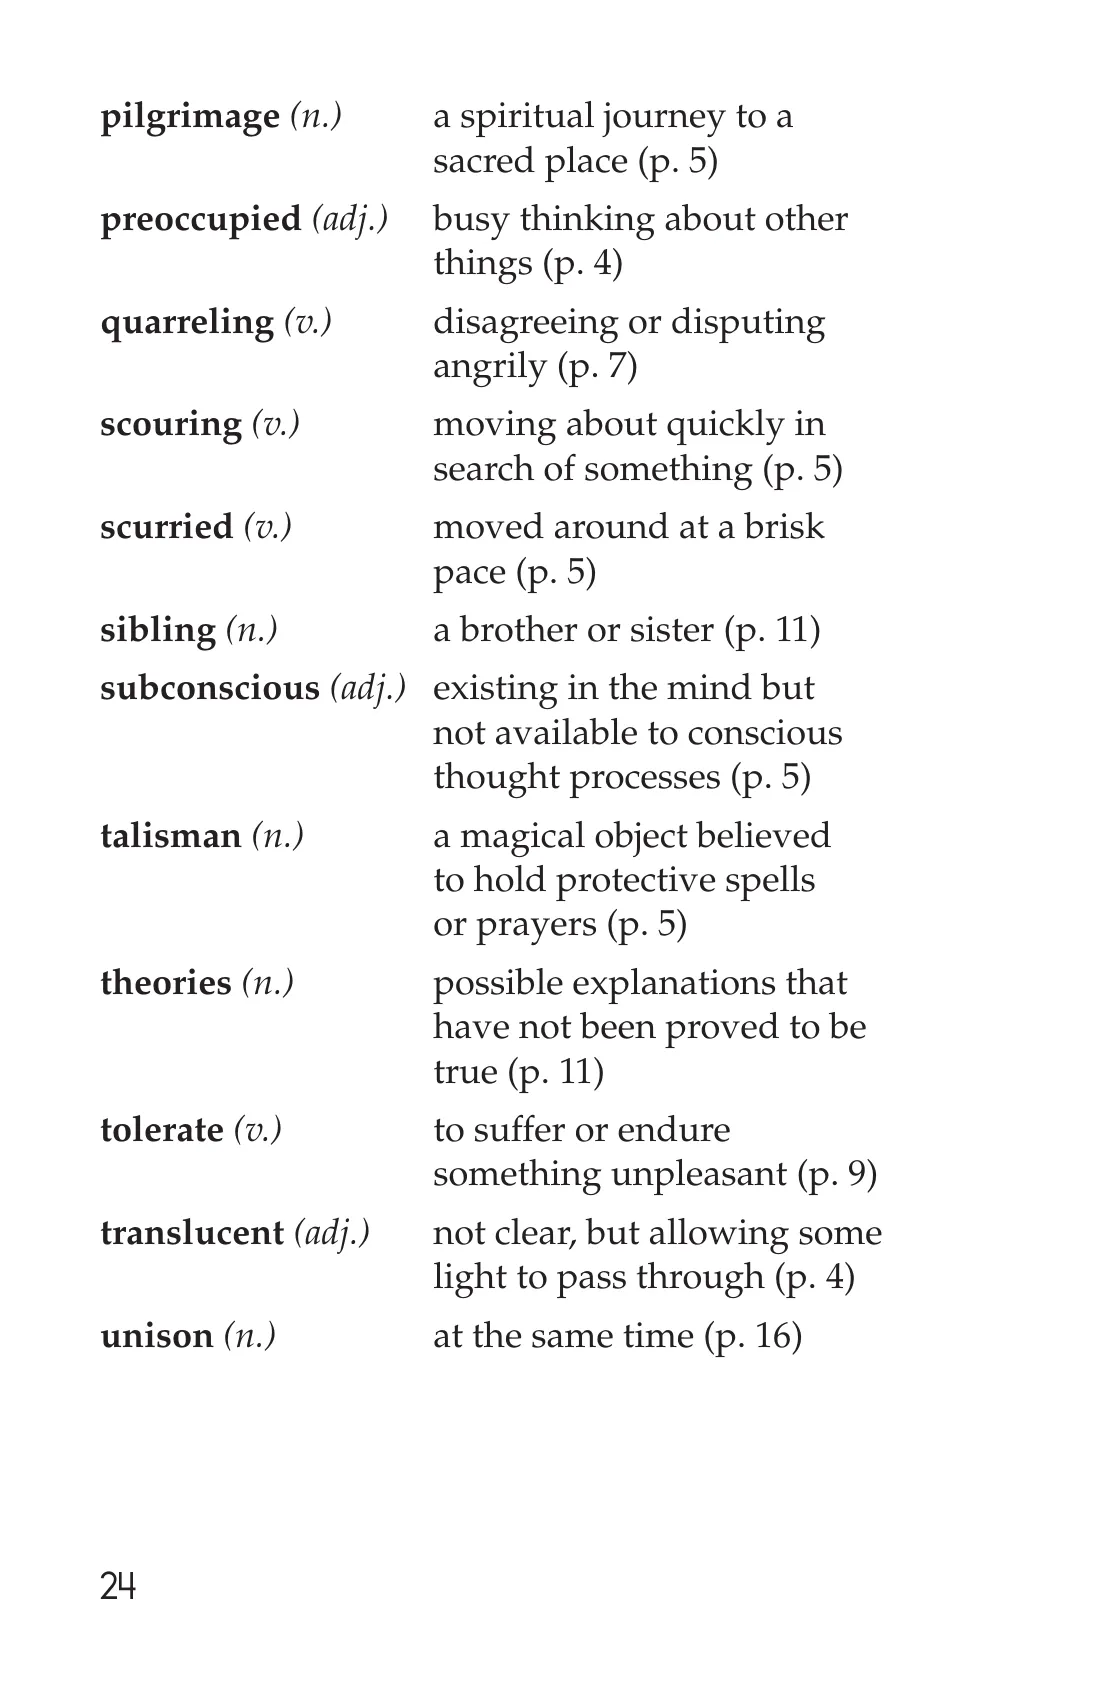 pilgrimage (n.) a spiritual journey to a
sacred place (p. 5)
preoccupied (adj.) busy thinking about other
things (p. 4)
quarreling (v.) disagreeing or disputing
angrily (p. 7)
scouring (v.) moving about quickly in
search of something (p. 5)
scurried (v.) moved around at a brisk
pace (p. 5)
sibling (n.) a brother or sister (p. 11)
subconscious (adj.) existing in the mind but
not available to conscious
thought processes (p. 5)
talisman (n.) a magical object believed
to hold protective spells
or prayers (p. 5)
theories (n.) possible explanations that
have not been proved to be
true (p. 11)
tolerate (v.) to suffer or endure
something unpleasant (p. 9)
translucent (adj.) not clear, but allowing some
light to pass through (p. 4)
unison (n.) at the same time (p. 16)
24